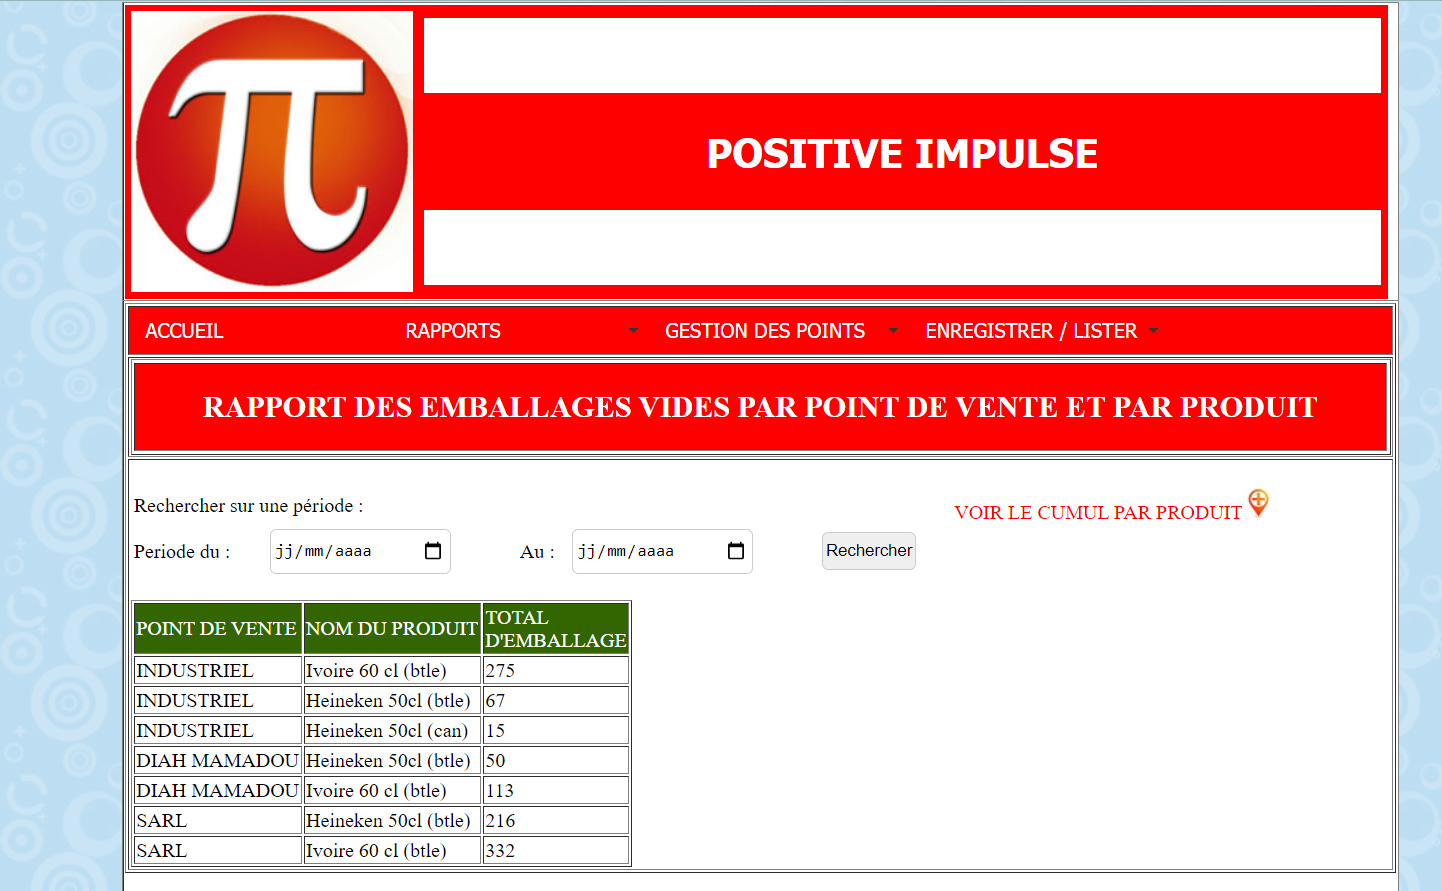 POSITIVE IMPULSE
ACCUEIL RAPPORTS GESTION DES POINTS ENREGISTRER / LISTER
RAPPORT DES EMBALLAGES VIDES PAR POINT DE VENTE ET PAR PRODUIT
Rechercher sur une période :
VOIR LE CUMUL PAR PRODUIT
Periode du : jj/mm/aaaa Au : jj/mm/aaaa Rechercher
POINT DE VENTE NOM DU PRODUIT TOTAL
D'EMBALLAGE
INDUSTRIEL Ivoire 60 cl (btle) 275
INDUSTRIEL Heineken 50cl (btle) 67
INDUSTRIEL Heineken 50cl (can) 15
DIAH MAMADOU Heineken 50cl (btle) 50
DIAH MAMADOU Ivoire 60 cl (btle) 113
SARL Heineken 50cl (btle) 216
SARL Ivoire 60 cl (btle) 332